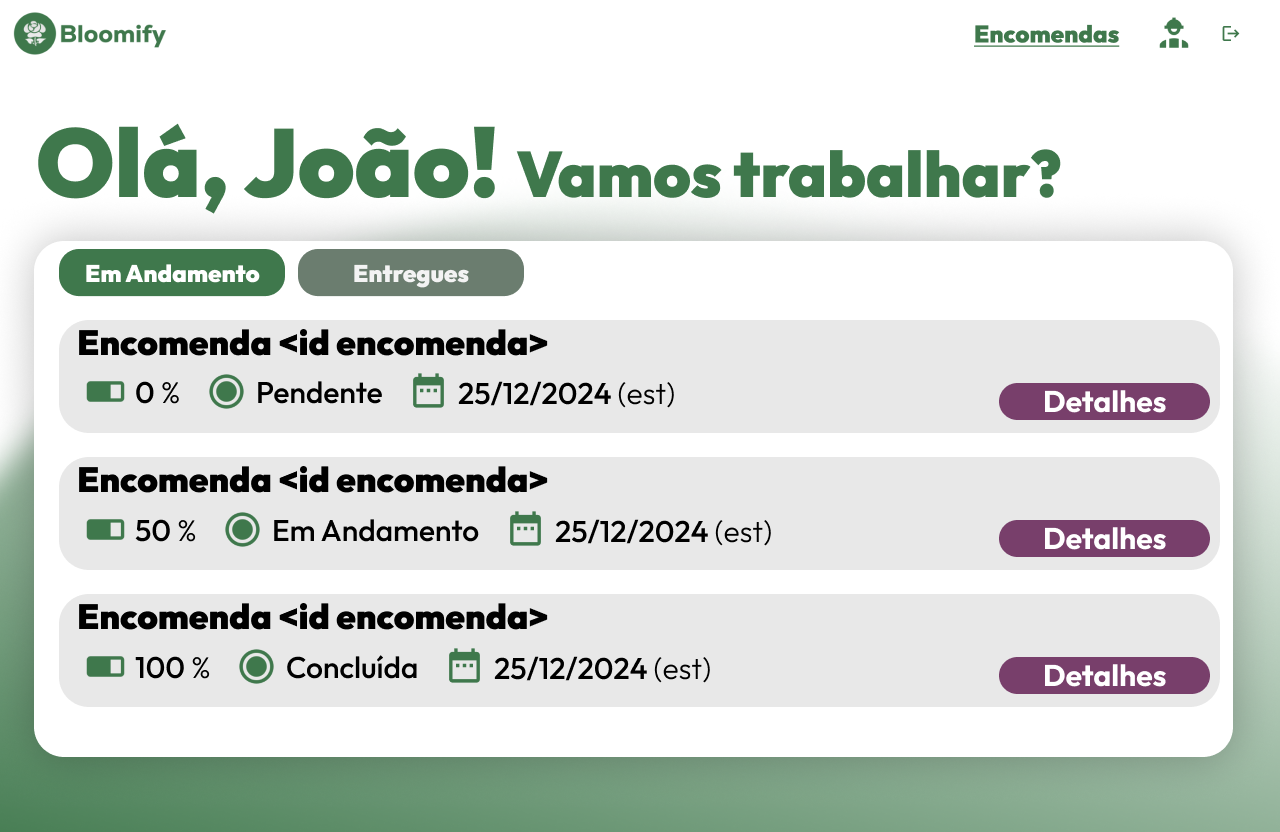 Bloomify Encomendas
Olá, João! Vamos trabalhar?
Em Andamento Entregues
Encomenda <id encomenda>
0 % Pendente 25/12/2024 (est) Detalhes
Encomenda <id encomenda>
50 % Em Andamento 25/12/2024 (est) Detalhes
Encomenda <id encomenda>
100 % Concluída 25/12/2024 (est) Detalhes